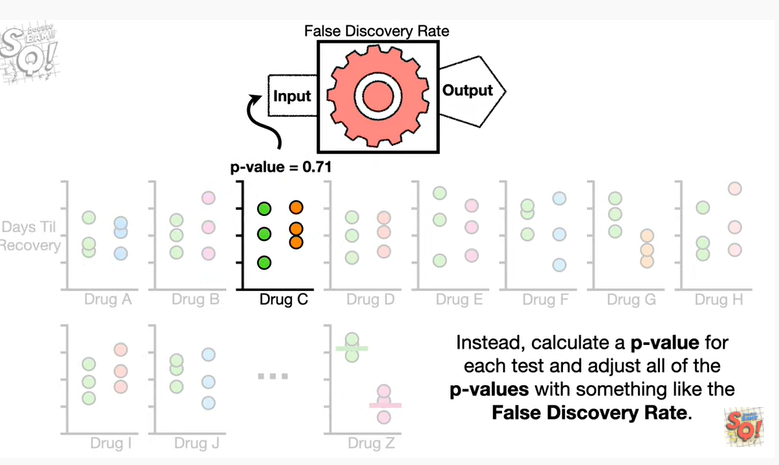 False Discovery Rate
Input
Output
p-value = 0.71
Days Til
Recovery
Drug A
Drug B
Drug C
Drug D
Drug E
Drug F
Drug G
Drug H
Drug I
Drug J
...
Drug Z
Instead, calculate a p-value for
each test and adjust all of the
p-values with something like the
False Discovery Rate.
SQ!
SQ!